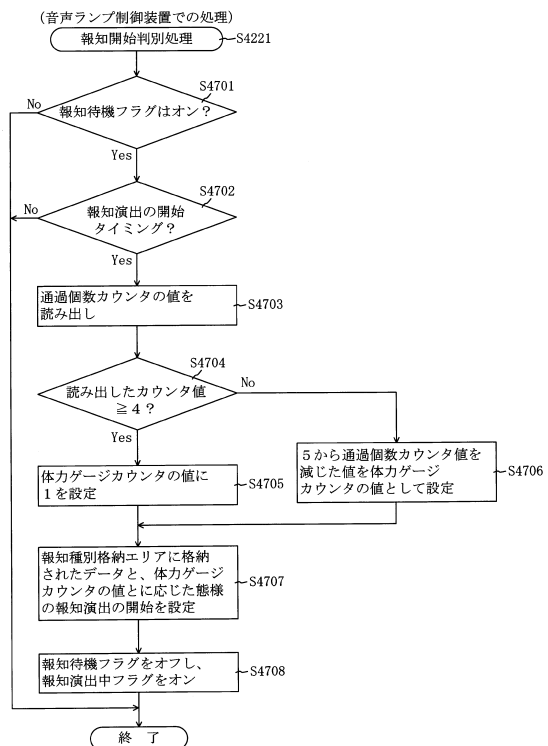 （音声ランプ制御装置での処理）
報知開始判別処理
S4221
S4701
No
報知待機フラグはオン？
Yes
S4702
No
報知演出の開始
タイミング？
Yes
通過個数カウンタの値を
読み出し
S4703
S4704
No
読み出したカウンタ値
≧４？
Yes
体力ゲージカウンタの値に
１を設定
S4705
５から通過個数カウンタ値を
減じた値を体力ゲージ
カウンタの値として設定
S4706
報知種別格納エリアに格納
されたデータと、体力ゲージ
カウンタの値とに応じた態様
の報知演出の開始を設定
S4707
報知待機フラグをオフし、
報知演出中フラグをオン
S4708
終 了